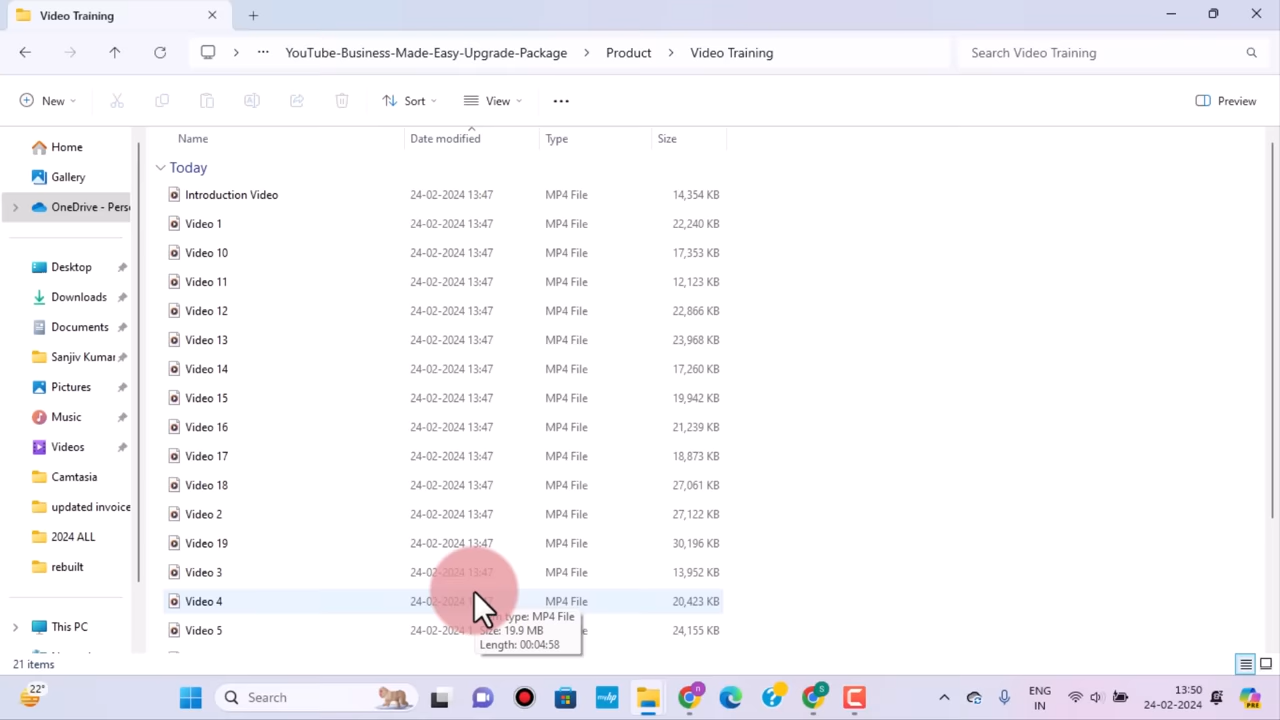 Video Training
YouTube-Business-Made-Easy-Upgrade-Package > Product > Video Training
Search Video Training
New
Sort
View
Preview
Home
Gallery
OneDrive - Pers
Desktop
Downloads
Documents
Sanjiv Kumar
Pictures
Music
Videos
Camtasia
updated invoice
2024 ALL
rebuilt
This PC
Name Date modified Type Size
Today
Introduction Video 24-02-2024 13:47 MP4 File 14,354 KB
Video 1 24-02-2024 13:47 MP4 File 22,240 KB
Video 10 24-02-2024 13:47 MP4 File 17,353 KB
Video 11 24-02-2024 13:47 MP4 File 12,123 KB
Video 12 24-02-2024 13:47 MP4 File 22,866 KB
Video 13 24-02-2024 13:47 MP4 File 23,968 KB
Video 14 24-02-2024 13:47 MP4 File 17,260 KB
Video 15 24-02-2024 13:47 MP4 File 19,942 KB
Video 16 24-02-2024 13:47 MP4 File 21,239 KB
Video 17 24-02-2024 13:47 MP4 File 18,873 KB
Video 18 24-02-2024 13:47 MP4 File 27,061 KB
Video 2 24-02-2024 13:47 MP4 File 27,122 KB
Video 19 24-02-2024 13:47 MP4 File 30,196 KB
Video 3 24-02-2024 13:47 MP4 File 13,952 KB
Video 4 24-02- MP4 File 20,423 KB
Video 5 24-02-2024 24,155 KB
type: MP4 File
Size: 19.9 MB
Length: 00:04:58
21 items
22°
Search
myhp
ENG
IN
13:50
24-02-2024
PRE